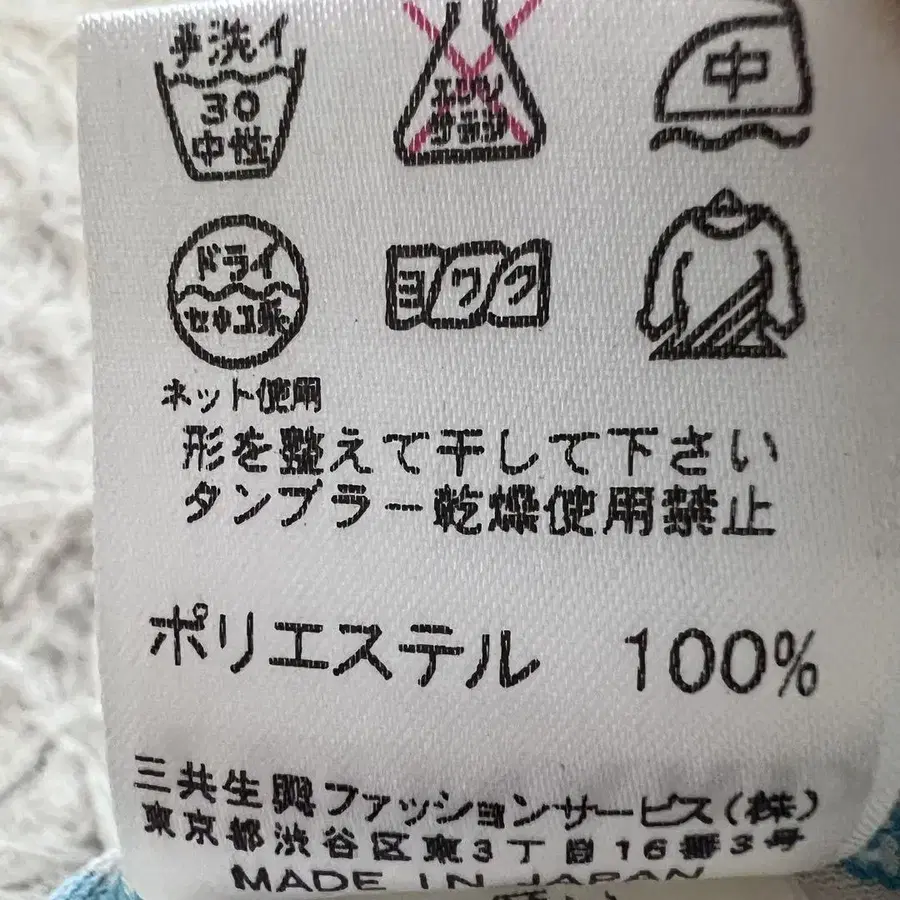 手洗イ
30
中性
エンソ
サラシ
中
ドライ
セキユ系
ヨワク
ネット使用
形を整えて干して下さい
タンブラー乾燥使用禁止
ポリエステル 100%
三共生興ファッションサービス(株)
東京都渋谷区東3丁目16番3号
MADE IN JAPAN